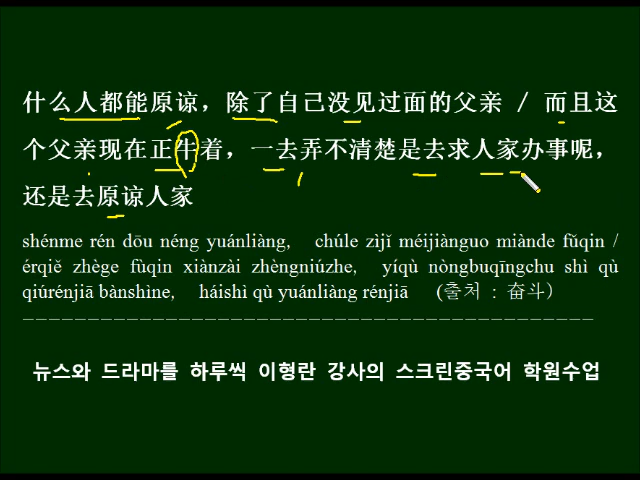 什么人都能原谅，除了自己没见过面的父亲 / 而且这
个父亲现在正牛着，一去弄不清楚是去求人家办事呢，
还是去原谅人家
shénme rén dōu néng yuánliàng,　chúle zìjǐ méijiànguo miànde fŭqin /
érqiě zhège fùqin xiànzài zhèngniúzhe,　yíqù nòngbuqīngchu shì qù
qiúrénjiā bànshìne,　háishì qù yuánliàng rénjiā　(출처 : 奋斗)
뉴스와 드라마를 하루씩 이형란 강사의 스크린중국어 학원수업